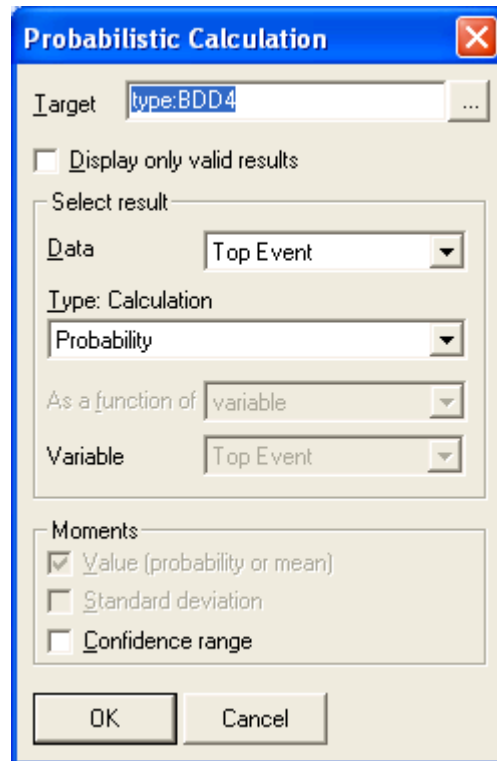 Probabilistic Calculation
Target type:BDD4 ...
Display only valid results
Select result
Data Top Event
Type: Calculation
Probability
As a function of variable
Variable Top Event
Moments
Value (probability or mean)
Standard deviation
Confidence range
OK Cancel